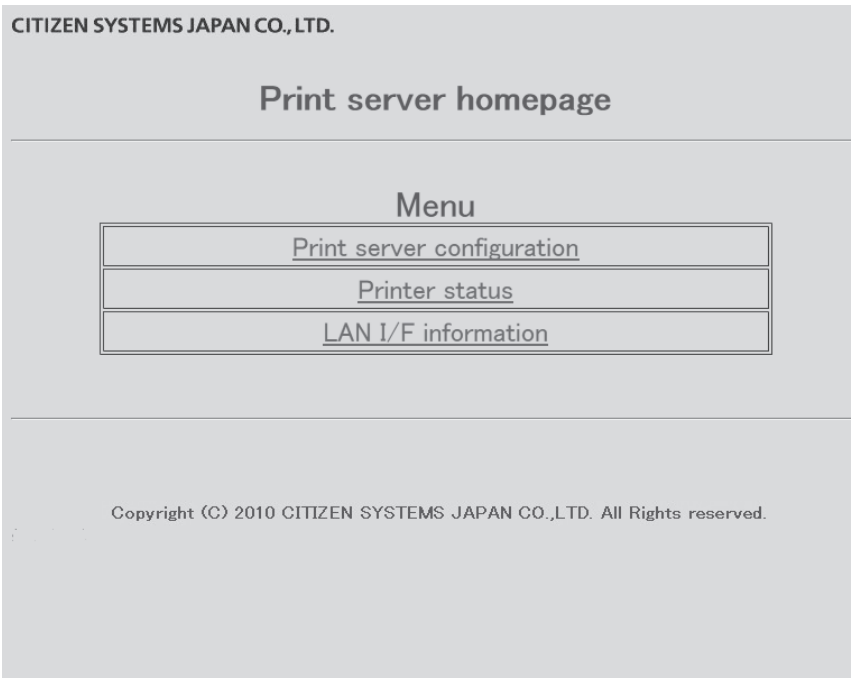 CITIZEN SYSTEMS JAPAN CO., LTD.
Print server homepage
Menu
Print server configuration
Printer status
LAN I/F information
Copyright (C) 2010 CITIZEN SYSTEMS JAPAN CO.,LTD. All Rights reserved.